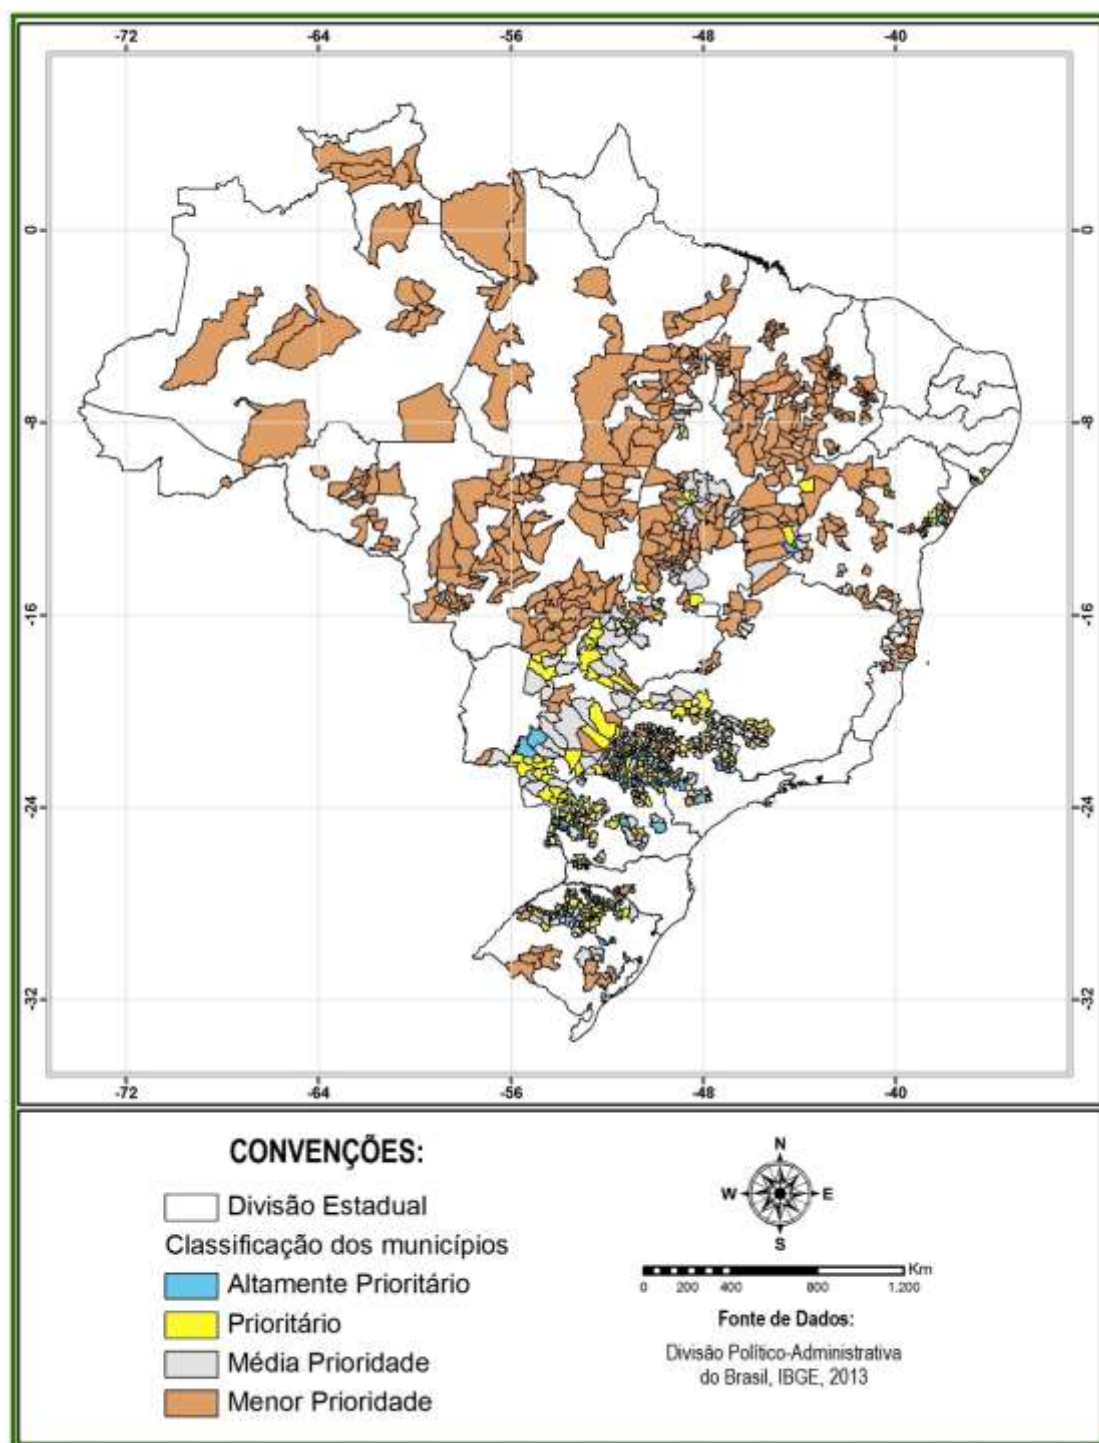 -72 -64 -56 -48 -40
0 0
-8 -8
-16 -16
-24 -24
-32 -32
-72 -64 -56 -48 -40
CONVENÇÕES:
Divisão Estadual
Classificação dos municípios
Altamente Prioritário
Prioritário
Média Prioridade
Menor Prioridade
N
W E
S
Km
0 200 400 800 1.200
Fonte de Dados:
Divisão Político-Administrativa
do Brasil, IBGE, 2013